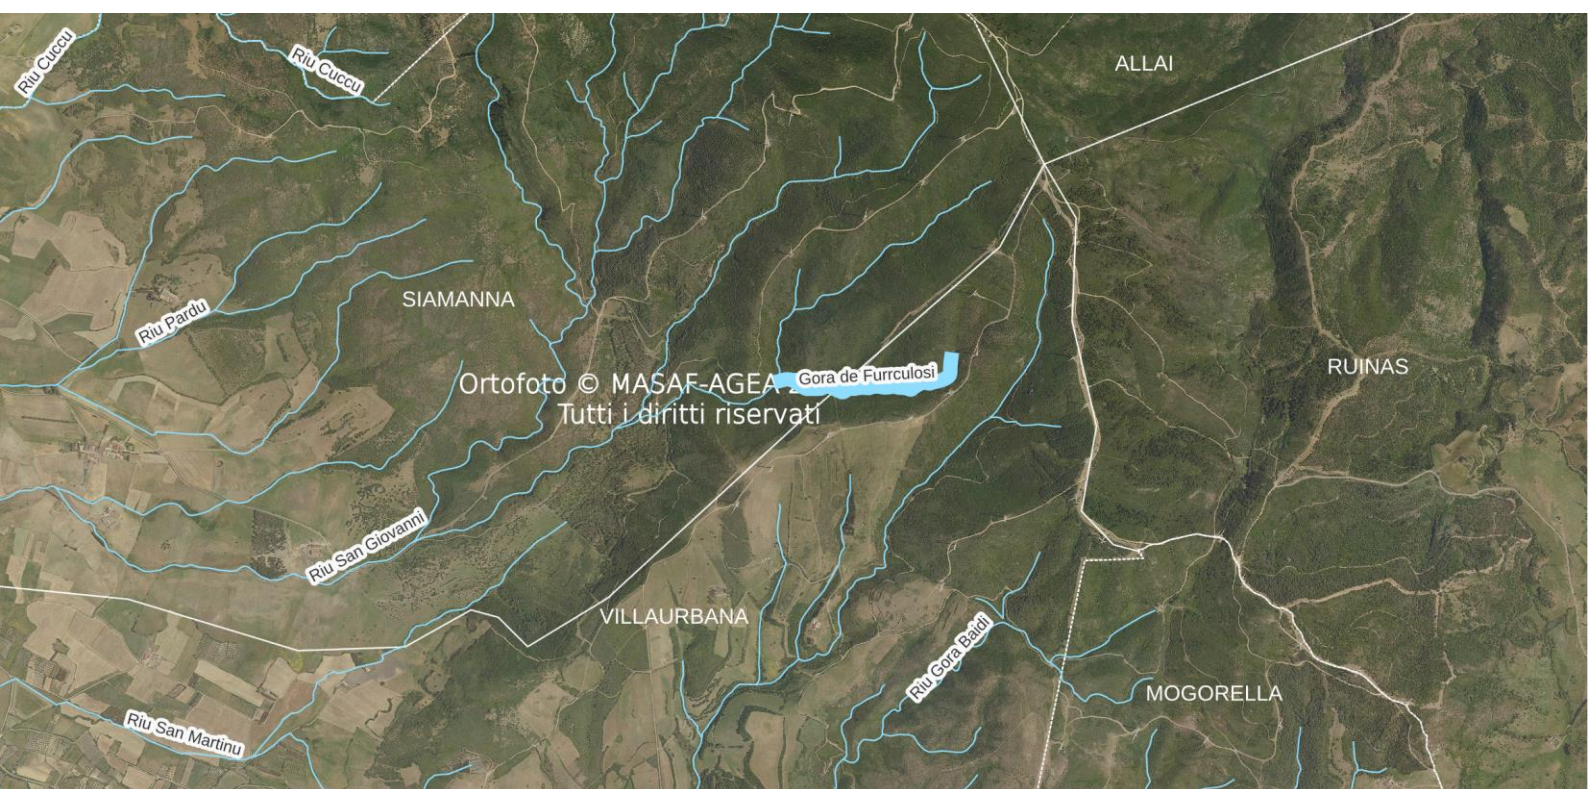 Riu Cuccu
Riu Cuccu
ALLAI
SIAMANNA
Riu Pardu
RUINAS
Gora de Furrculosi
Ortofoto © MASAF-AGEA
Tutti i diritti riservati
Riu San Giovanni
VILLAURBANA
Riu Gora Baidi
MOGORELLA
Riu San Martinu